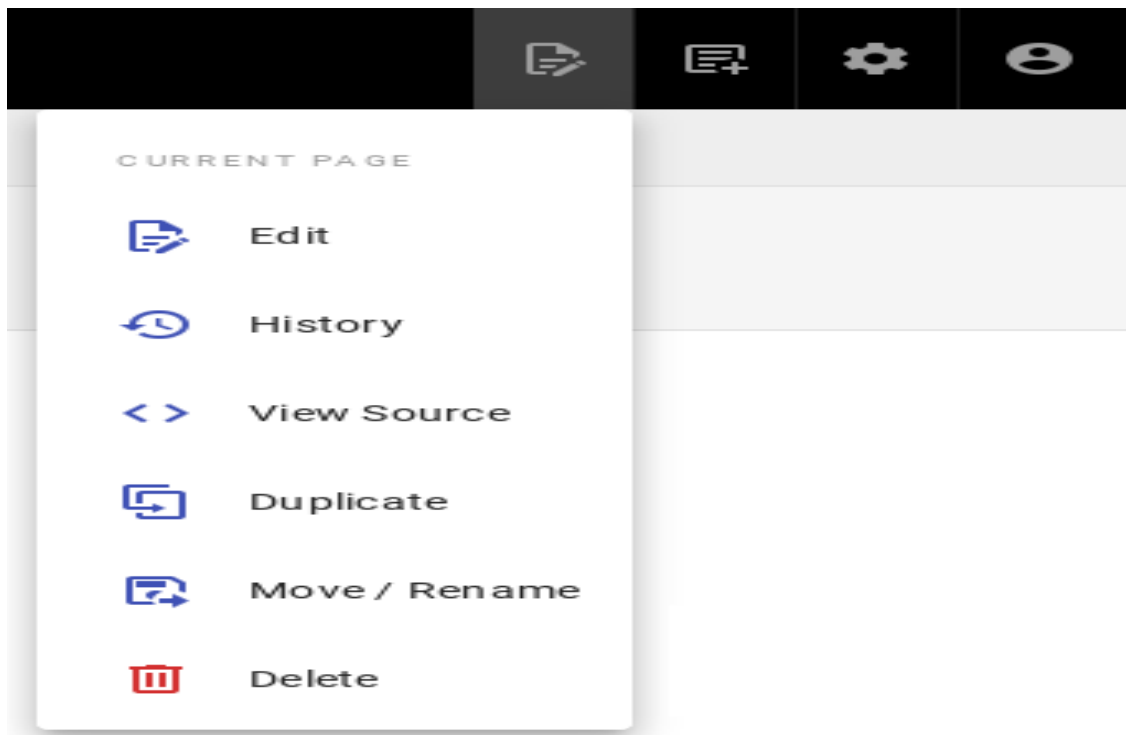 CURRENT PAGE
Edit
History
View Source
Duplicate
Move / Rename
Delete